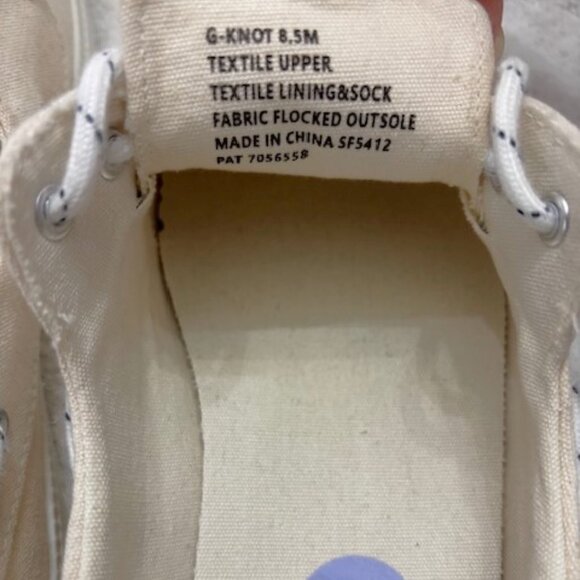 G-KNOT 8.5M
TEXTILE UPPER
TEXTILE LINING&SOCK
FABRIC FLOCKED OUTSOLE
MADE IN CHINA SF5412
PAT 7056558